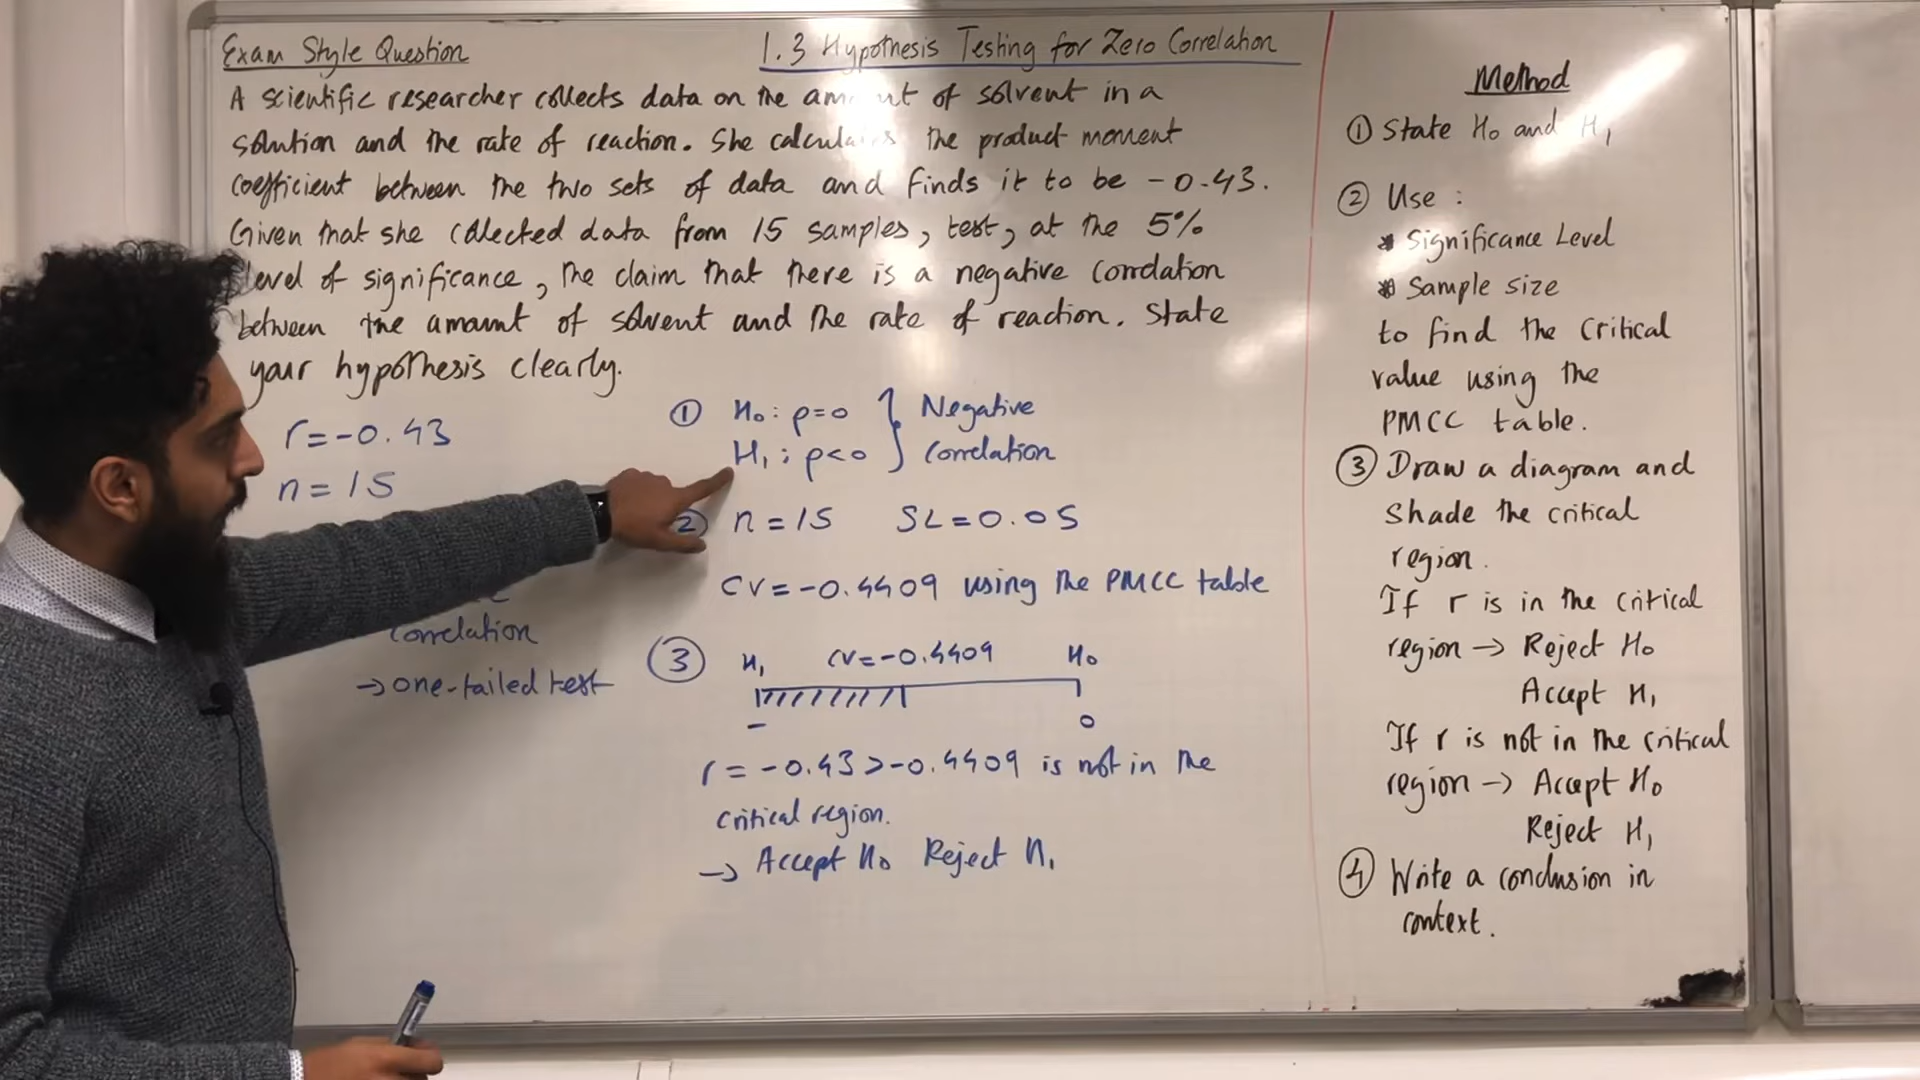 Exam Style Question
1.3 Hypothesis Testing for Zero Correlation
A scientific researcher collects data on the amount of solvent in a
solution and the rate of reaction. She calculates the product moment
coefficient between the two sets of data and finds it to be -0.43.
Given that she collected data from 15 samples, test, at the 5%
level of significance, the claim that there is a negative correlation
between the amount of solvent and the rate of reaction. State
your hypothesis clearly.
r=-0.43
n=15
correlation
→ one-tailed test
① H₀: ρ=0 } Negative
H₁: ρ<0 } correlation
② n=15 SL=0.05
CV=-0.4409 using the PMCC table
③ H₁ CV=-0.4409 H₀
- 0
r=-0.43>-0.4409 is not in the
critical region.
→ Accept H₀ Reject H₁
Method
① State H₀ and H₁
② Use :
* Significance Level
* Sample size
to find the critical
value using the
PMCC table.
③ Draw a diagram and
shade the critical
region.
If r is in the critical
region → Reject H₀
Accept H₁
If r is not in the critical
region → Accept H₀
Reject H₁
④ Write a conclusion in
context.